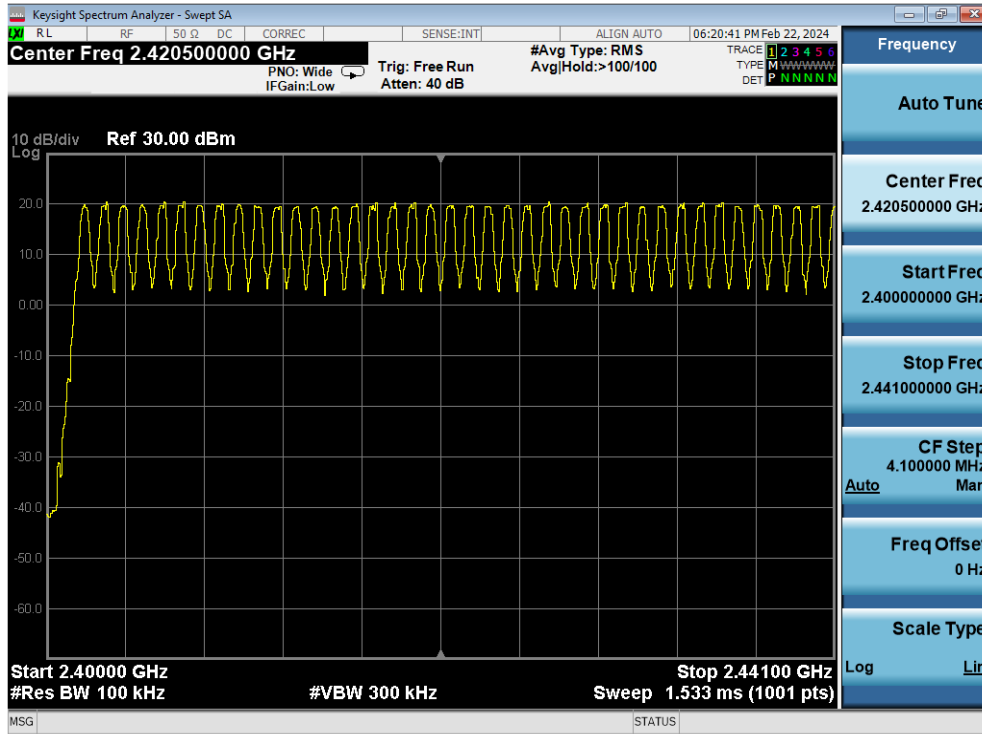 Keysight Spectrum Analyzer - Swept SA
LXI RL RF 50 Ω DC CORREC SENSE:INT ALIGN AUTO 06:20:41 PM Feb 22, 2024
Center Freq 2.420500000 GHz
PNO: Wide
IFGain:Low
Trig: Free Run
Atten: 40 dB
#Avg Type: RMS
Avg|Hold:>100/100
TRACE 1 2 3 4 5 6
TYPE M WWWWW
DET P N N N N N
10 dB/div Ref 30.00 dBm
Log
20.0
10.0
0.00
-10.0
-20.0
-30.0
-40.0
-50.0
-60.0
Start 2.40000 GHz Stop 2.44100 GHz
#Res BW 100 kHz #VBW 300 kHz Sweep 1.533 ms (1001 pts)
MSG STATUS
Frequency
Auto Tune
Center Freq
2.420500000 GHz
Start Freq
2.400000000 GHz
Stop Freq
2.441000000 GHz
CF Step
4.100000 MHz
Auto Man
Freq Offset
0 Hz
Scale Type
Log Lin